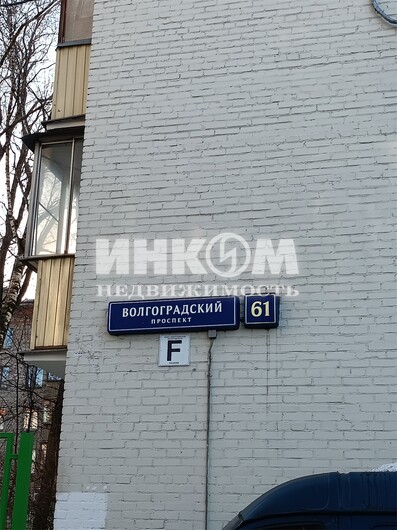 ИНКОМ
НЕДВИЖИМОСТЬ
ВОЛГОГРАДСКИЙ
ПРОСПЕКТ
61
F